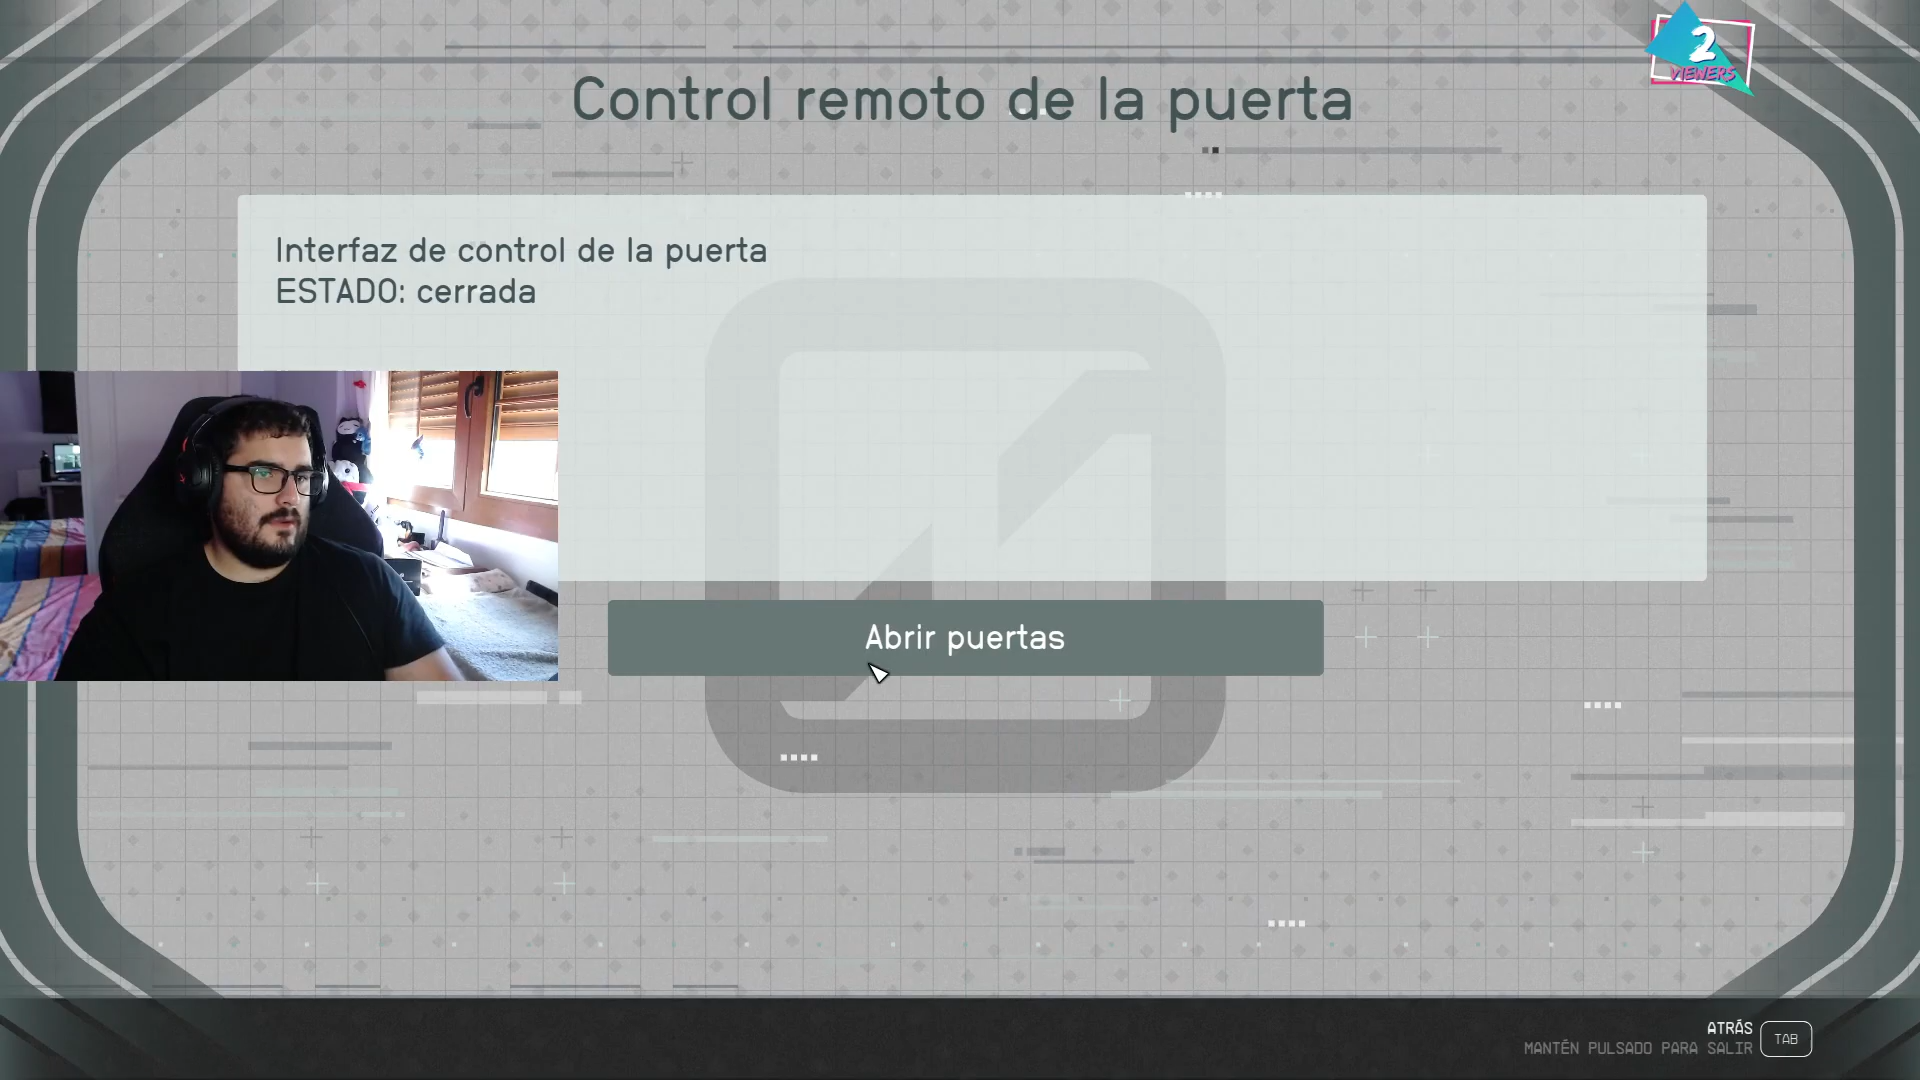 2
VIEWERS
Control remoto de la puerta
Interfaz de control de la puerta
ESTADO: cerrada
Abrir puertas
ATRÁS
MANTÉN PULSADO PARA SALIR
TAB